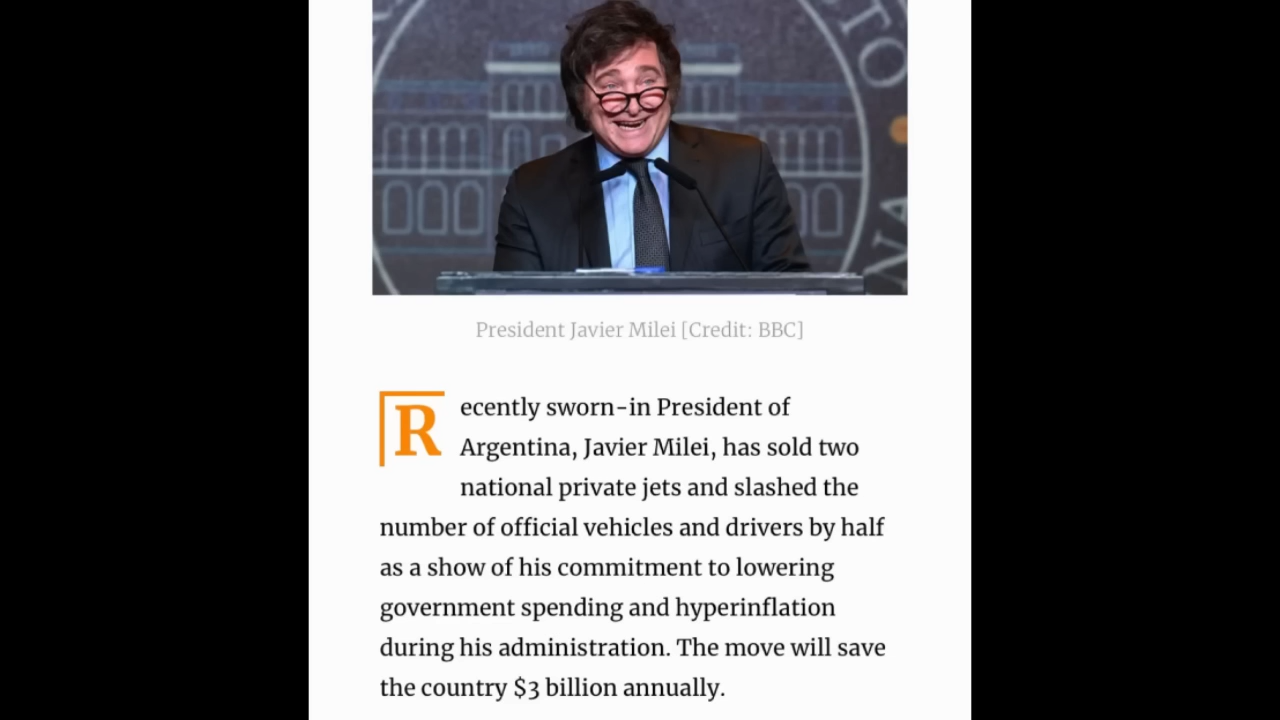 STO
NA
President Javier Milei [Credit: BBC]
Recently sworn-in President of
Argentina, Javier Milei, has sold two
national private jets and slashed the
number of official vehicles and drivers by half
as a show of his commitment to lowering
government spending and hyperinflation
during his administration. The move will save
the country $3 billion annually.